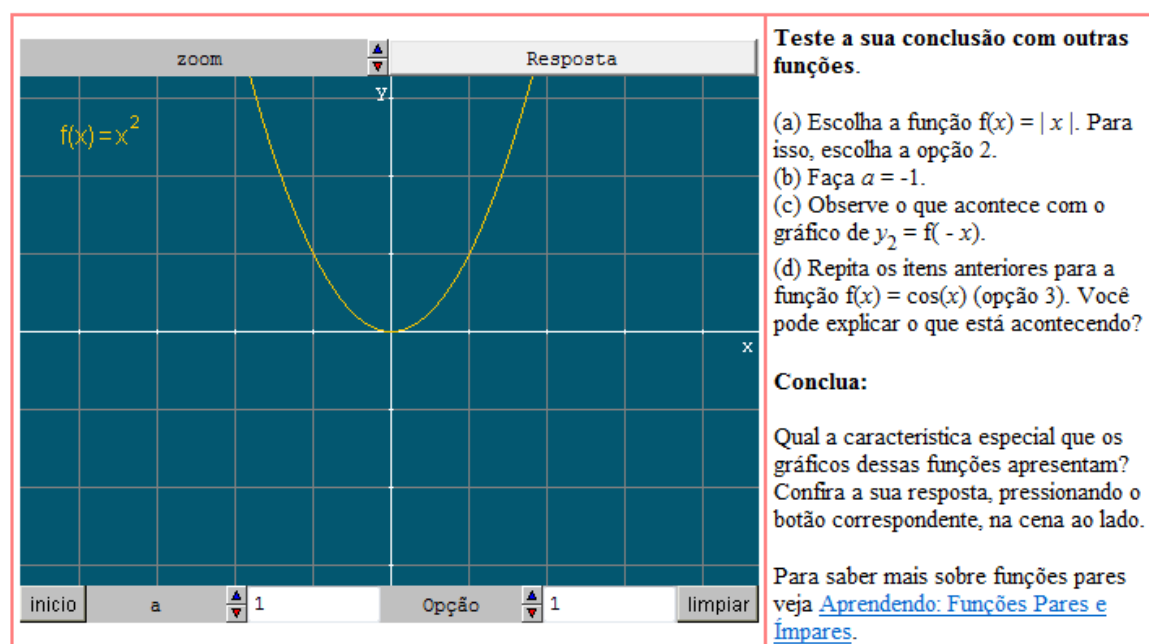 zoom
Resposta
y
f(x)=x²
x
inicio
a
1
Opção
1
limpiar
Teste a sua conclusão com outras
funções.
(a) Escolha a função f(x) = | x |. Para
isso, escolha a opção 2.
(b) Faça a = -1.
(c) Observe o que acontece com o
gráfico de y₂ = f( - x).
(d) Repita os itens anteriores para a
função f(x) = cos(x) (opção 3). Você
pode explicar o que está acontecendo?
Conclua:
Qual a característica especial que os
gráficos dessas funções apresentam?
Confira a sua resposta, pressionando o
botão correspondente, na cena ao lado.
Para saber mais sobre funções pares
veja Aprendendo: Funções Pares e
Ímpares.